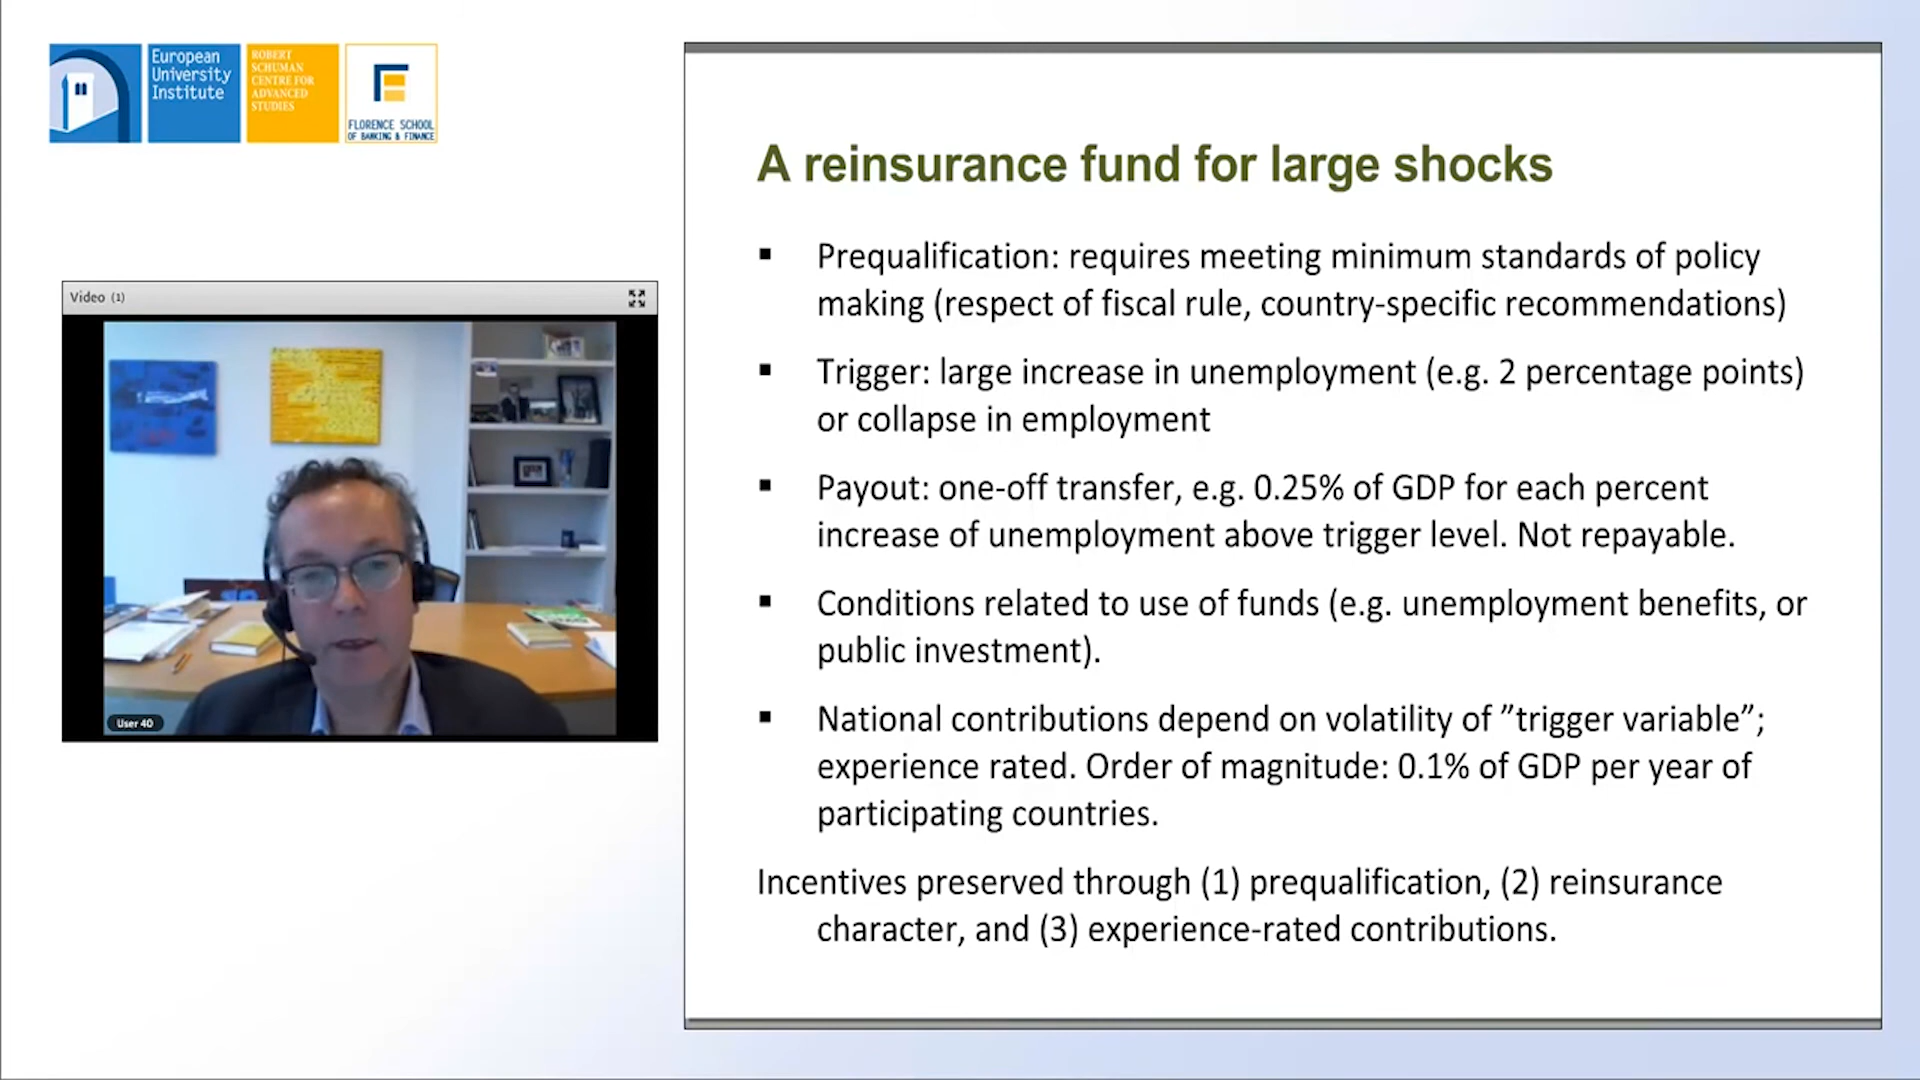 European
University
Institute
ROBERT
SCHUMAN
CENTRE FOR
ADVANCED
STUDIES
FLORENCE SCHOOL
OF BANKING & FINANCE
Video (1)
User 40
A reinsurance fund for large shocks
▪ Prequalification: requires meeting minimum standards of policy
making (respect of fiscal rule, country-specific recommendations)
▪ Trigger: large increase in unemployment (e.g. 2 percentage points)
or collapse in employment
▪ Payout: one-off transfer, e.g. 0.25% of GDP for each percent
increase of unemployment above trigger level. Not repayable.
▪ Conditions related to use of funds (e.g. unemployment benefits, or
public investment).
▪ National contributions depend on volatility of ”trigger variable”;
experience rated. Order of magnitude: 0.1% of GDP per year of
participating countries.
Incentives preserved through (1) prequalification, (2) reinsurance
character, and (3) experience-rated contributions.